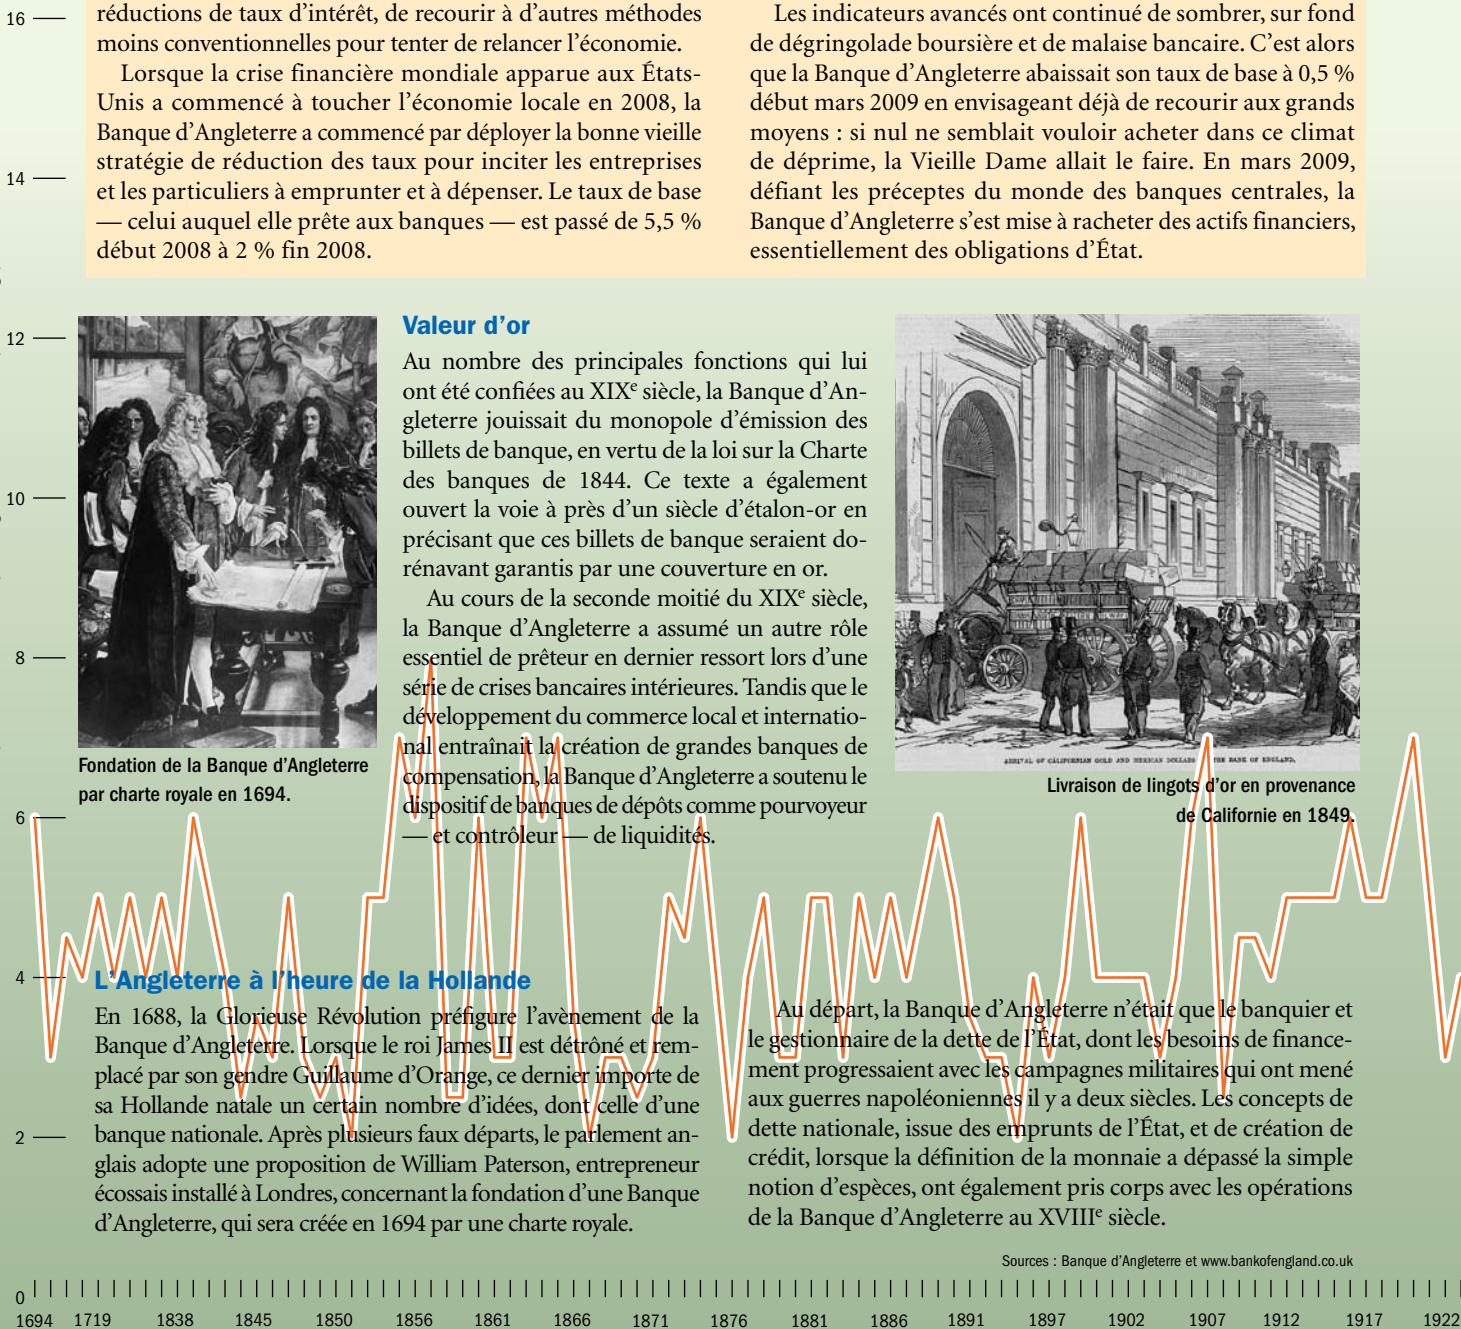 réductions de taux d'intérêt, de recourir à d'autres méthodes
moins conventionnelles pour tenter de relancer l'économie.
Lorsque la crise financière mondiale apparue aux États-
Unis a commencé à toucher l'économie locale en 2008, la
Banque d'Angleterre a commencé par déployer la bonne vieille
stratégie de réduction des taux pour inciter les entreprises
et les particuliers à emprunter et à dépenser. Le taux de base
— celui auquel elle prête aux banques — est passé de 5,5 %
début 2008 à 2 % fin 2008.
Les indicateurs avancés ont continué de sombrer, sur fond
de dégringolade boursière et de malaise bancaire. C'est alors
que la Banque d'Angleterre abaissait son taux de base à 0,5 %
début mars 2009 en envisageant déjà de recourir aux grands
moyens : si nul ne semblait vouloir acheter dans ce climat
de déprime, la Vieille Dame allait le faire. En mars 2009,
défiant les préceptes du monde des banques centrales, la
Banque d'Angleterre s'est mise à racheter des actifs financiers,
essentiellement des obligations d'État.
Fondation de la Banque d'Angleterre
par charte royale en 1694.
Valeur d'or
Au nombre des principales fonctions qui lui
ont été confiées au XIXe siècle, la Banque d'An-
gleterre jouissait du monopole d'émission des
billets de banque, en vertu de la loi sur la Charte
des banques de 1844. Ce texte a également
ouvert la voie à près d'un siècle d'étalon-or en
précisant que ces billets de banque seraient do-
rénavant garantis par une couverture en or.
Au cours de la seconde moitié du XIXe siècle,
la Banque d'Angleterre a assumé un autre rôle
essentiel de prêteur en dernier ressort lors d'une
série de crises bancaires intérieures. Tandis que le
développement du commerce local et internatio-
nal entraînait la création de grandes banques de
compensation, la Banque d'Angleterre a soutenu le
dispositif de banques de dépôts comme pourvoyeur
— et contrôleur — de liquidités.
ARRIVAL OF CALIFORNIAN GOLD AND MEXICAN DOLLARS THE BANK OF ENGLAND.
Livraison de lingots d'or en provenance
de Californie en 1849.
L'Angleterre à l'heure de la Hollande
En 1688, la Glorieuse Révolution préfigure l'avènement de la
Banque d'Angleterre. Lorsque le roi James II est détrôné et rem-
placé par son gendre Guillaume d'Orange, ce dernier importe de
sa Hollande natale un certain nombre d'idées, dont celle d'une
banque nationale. Après plusieurs faux départs, le parlement an-
glais adopte une proposition de William Paterson, entrepreneur
écossais installé à Londres, concernant la fondation d'une Banque
d'Angleterre, qui sera créée en 1694 par une charte royale.
Au départ, la Banque d'Angleterre n'était que le banquier et
le gestionnaire de la dette de l'État, dont les besoins de finance-
ment progressaient avec les campagnes militaires qui ont mené
aux guerres napoléoniennes il y a deux siècles. Les concepts de
dette nationale, issue des emprunts de l'État, et de création de
crédit, lorsque la définition de la monnaie a dépassé la simple
notion d'espèces, ont également pris corps avec les opérations
de la Banque d'Angleterre au XVIIIe siècle.
Sources : Banque d'Angleterre et www.bankofengland.co.uk
16
14
12
10
8
6
4
2
0
1694 1719 1838 1845 1850 1856 1861 1866 1871 1876 1881 1886 1891 1897 1902 1907 1912 1917 1922